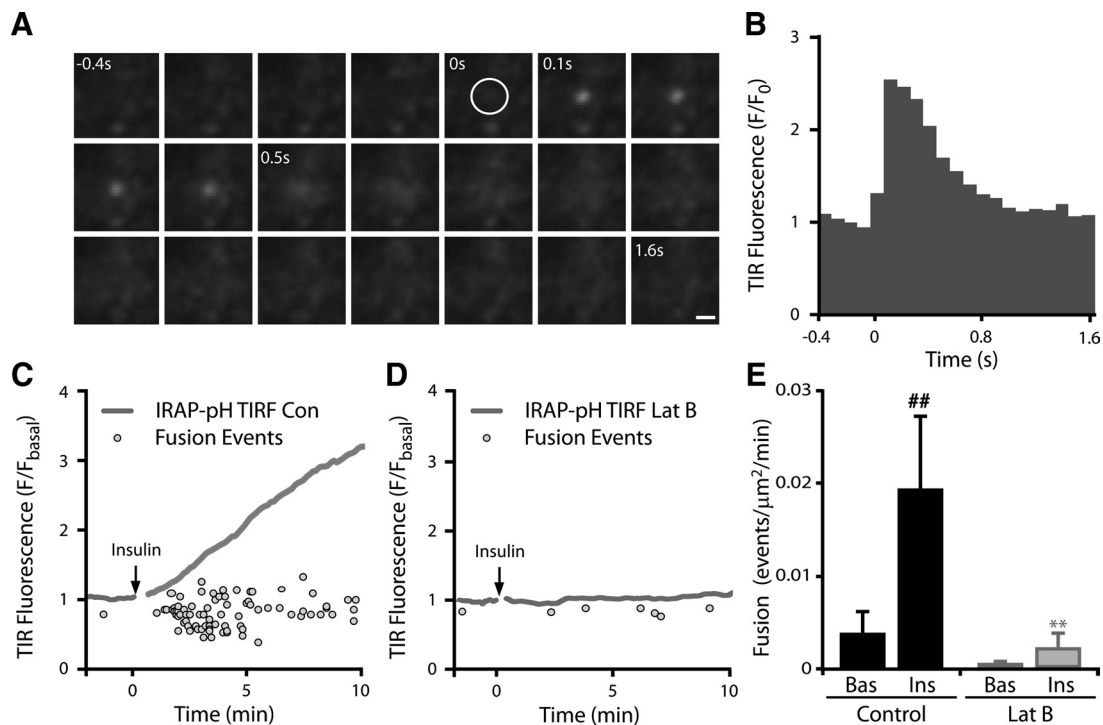 A
-0.4s
0s
0.1s
0.5s
1.6s
B
TIR Fluorescence (F/F0)
3
2
1
0
-0.4
0
0.8
1.6
Time (s)
C
TIR Fluorescence (F/Fbasal)
4
3
2
1
0
IRAP-pH TIRF Con
Fusion Events
Insulin
0
5
10
Time (min)
D
TIR Fluorescence (F/Fbasal)
4
3
2
1
0
IRAP-pH TIRF Lat B
Fusion Events
Insulin
0
5
10
Time (min)
E
Fusion (events/μm²/min)
0.03
0.02
0.001
0
##
**
Bas
Ins
Bas
Ins
Control
Lat B